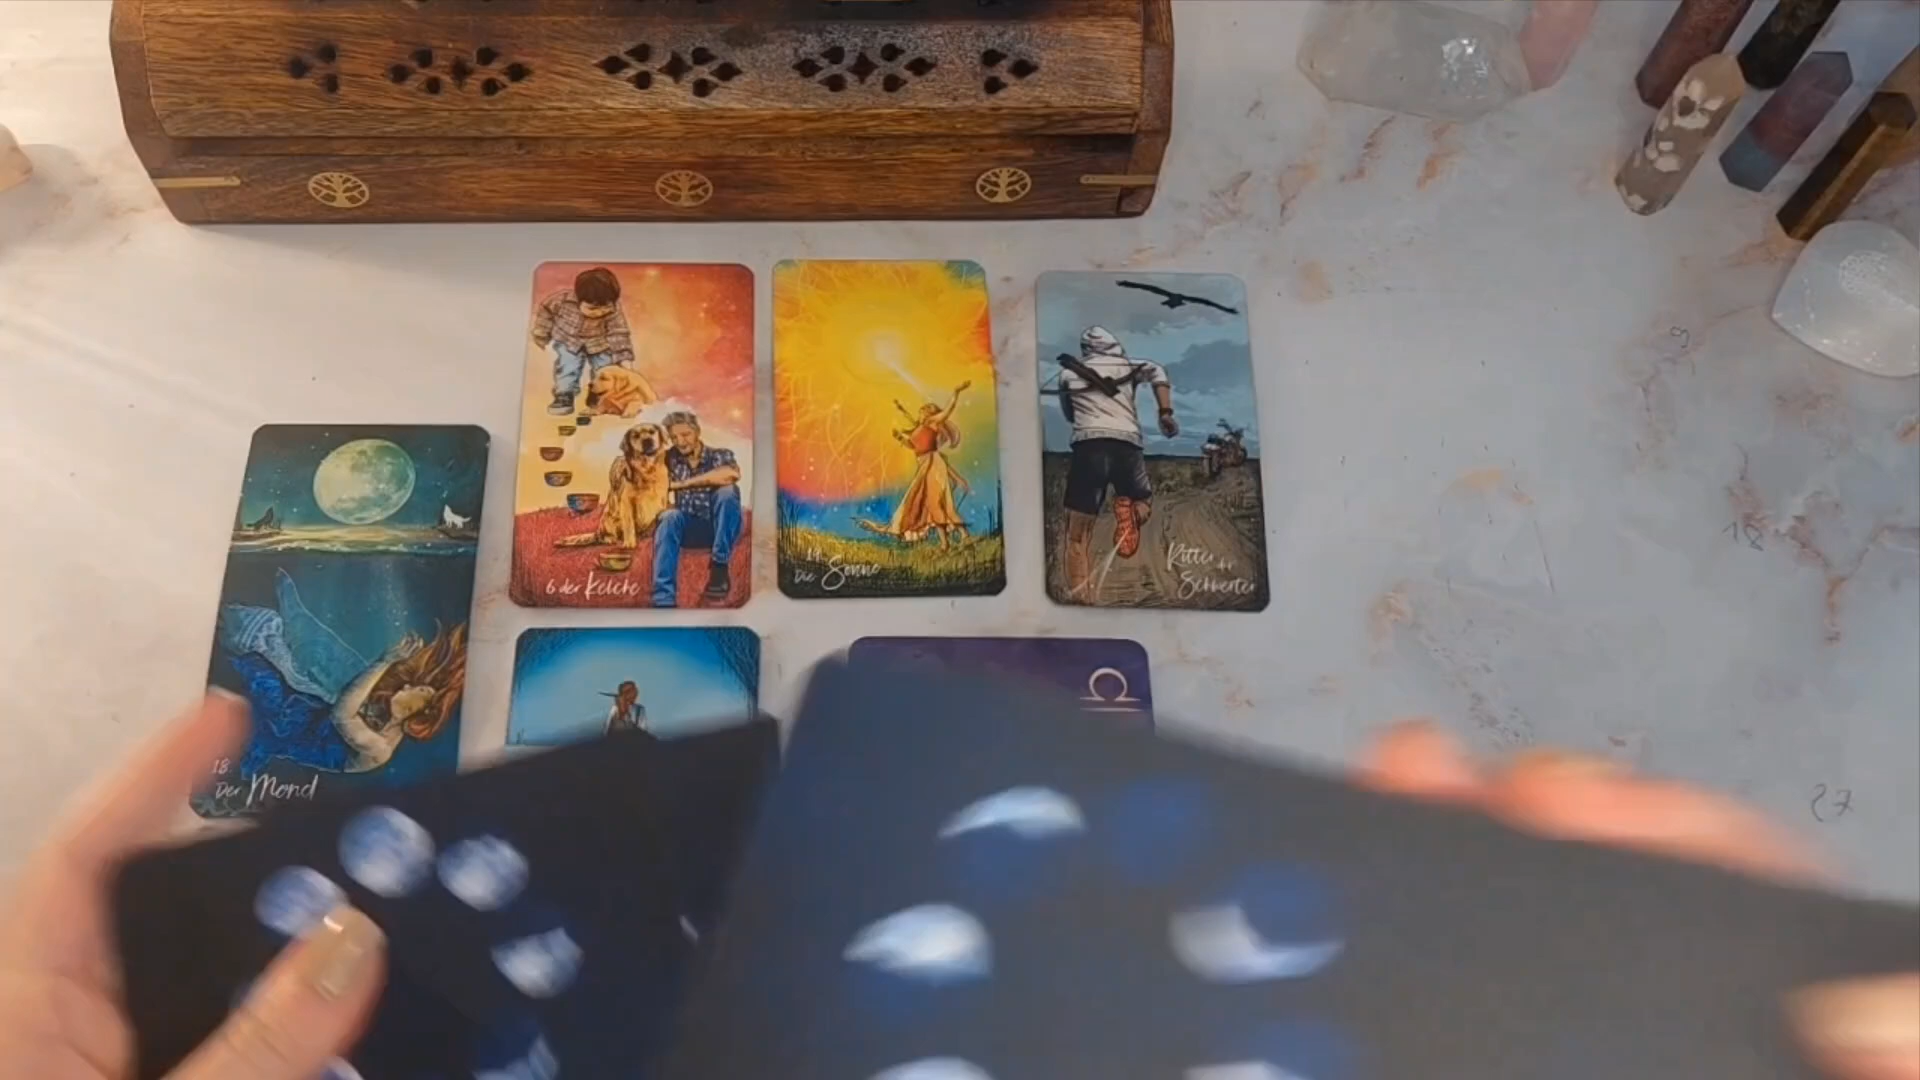 6 der Kelche
19.
Die Sonne
Ritter der
Schwerter
18.
Der Mond